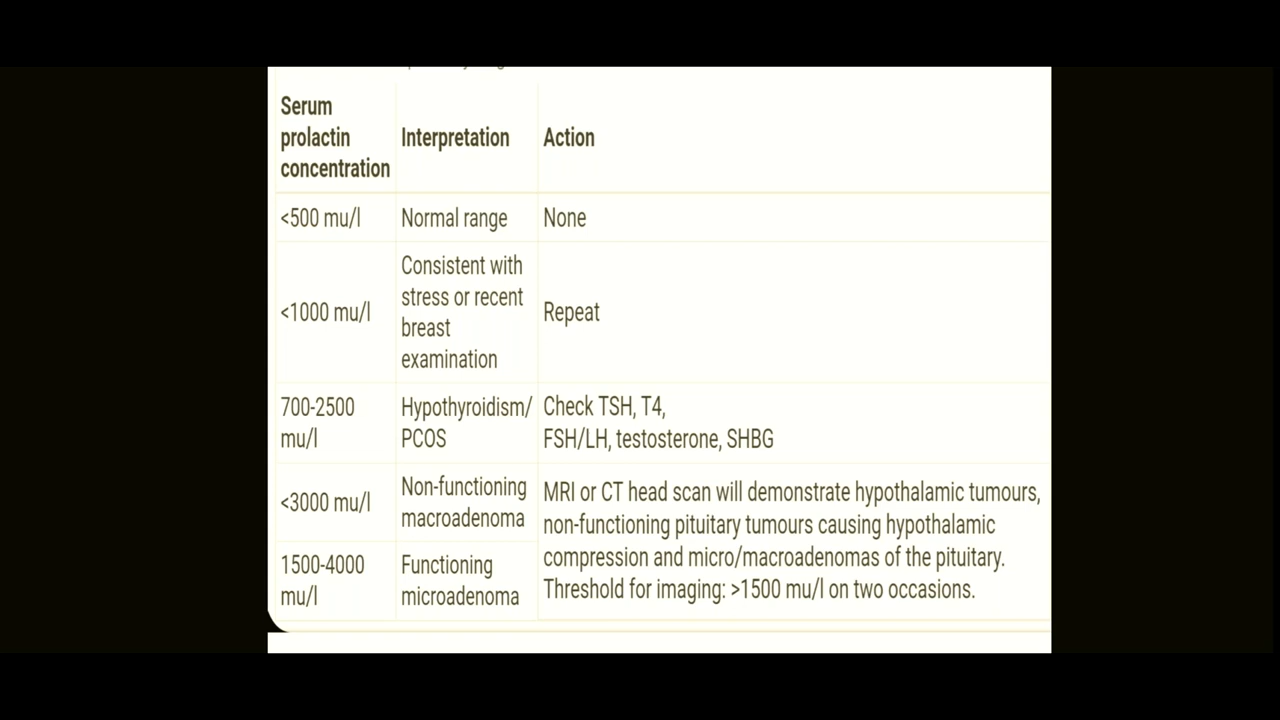 Serum
prolactin
concentration
Interpretation
Action
<500 mu/l
Normal range
None
<1000 mu/l
Consistent with
stress or recent
breast
examination
Repeat
700-2500
mu/l
Hypothyroidism/
PCOS
Check TSH, T4,
FSH/LH, testosterone, SHBG
<3000 mu/l
Non-functioning
macroadenoma
MRI or CT head scan will demonstrate hypothalamic tumours,
non-functioning pituitary tumours causing hypothalamic
compression and micro/macroadenomas of the pituitary.
Threshold for imaging: >1500 mu/l on two occasions.
1500-4000
mu/l
Functioning
microadenoma